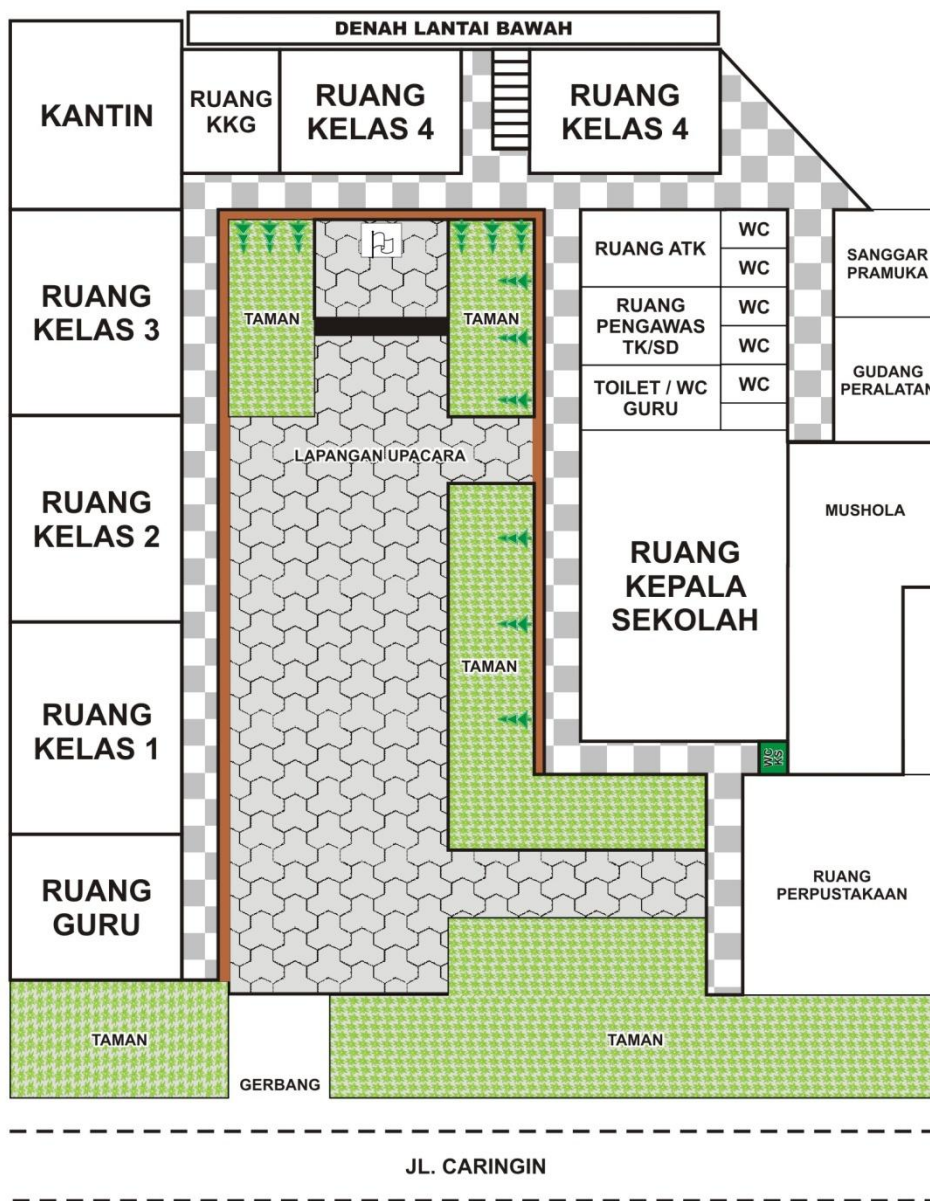 DENAH LANTAI BAWAH
KANTIN
RUANG
KKG
RUANG
KELAS 4
RUANG
KELAS 4
RUANG
KELAS 3
TAMAN
TAMAN
RUANG ATK
WC
WC
RUANG
PENGAWAS
TK/SD
WC
WC
TOILET / WC
GURU
WC
SANGGAR
PRAMUKA
GUDANG
PERALATAN
LAPANGAN UPACARA
RUANG
KELAS 2
RUANG
KEPALA
SEKOLAH
MUSHOLA
TAMAN
RUANG
KELAS 1
WC
KS
RUANG
GURU
RUANG
PERPUSTAKAAN
TAMAN
GERBANG
TAMAN
JL. CARINGIN